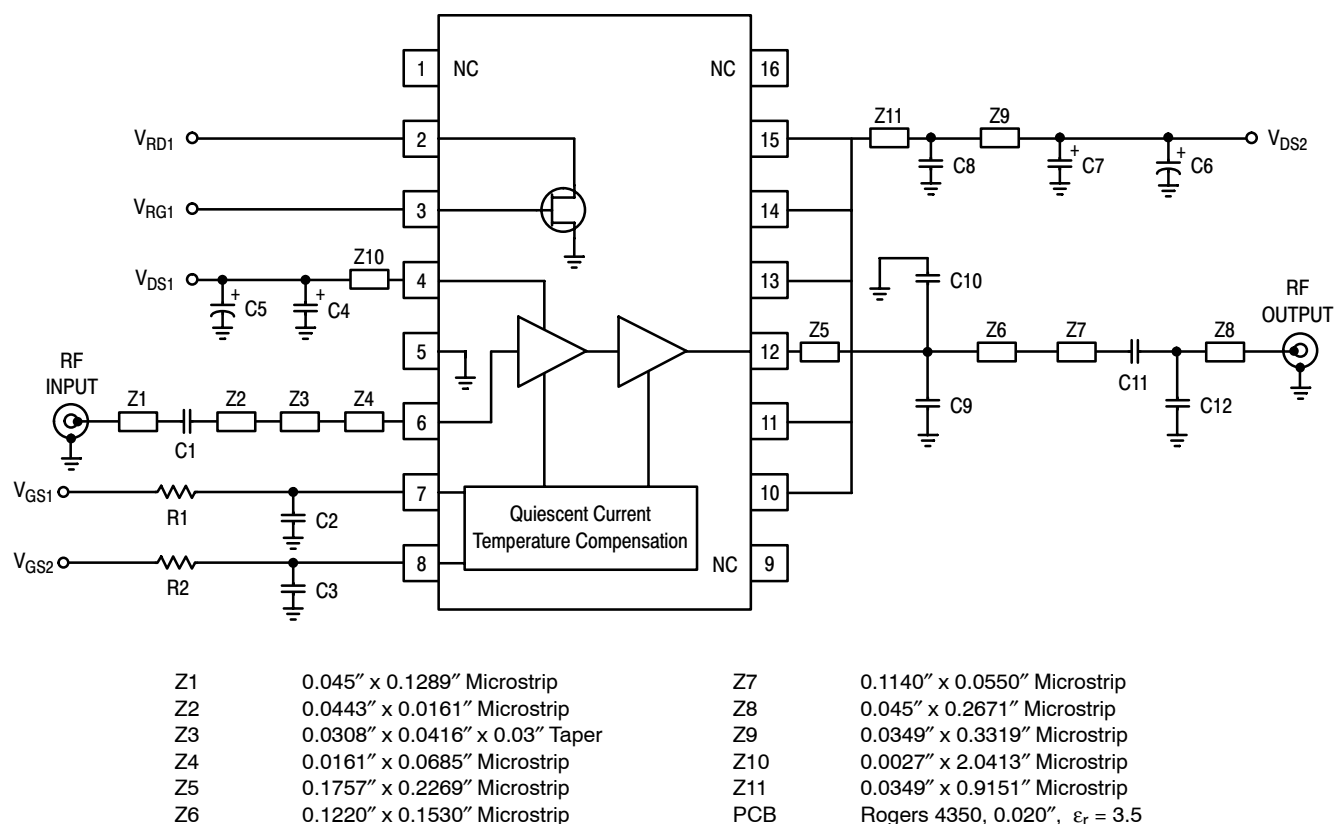 1 NC NC 16
V_RD1 2 15 Z11 Z9 V_DS2
C8 C7 + C6 +
V_RG1 3 14
V_DS1 Z10 4 13 C10
C5 + C4 +
RF OUTPUT
5 12 Z5 Z6 Z7 Z8
C11
RF INPUT
Z1 Z2 Z3 Z4 6 11 C9 C12
C1
V_GS1 7 10
R1 C2
Quiescent Current
Temperature Compensation
V_GS2 8 NC 9
R2 C3
Z1 0.045″ x 0.1289″ Microstrip
Z2 0.0443″ x 0.0161″ Microstrip
Z3 0.0308″ x 0.0416″ x 0.03″ Taper
Z4 0.0161″ x 0.0685″ Microstrip
Z5 0.1757″ x 0.2269″ Microstrip
Z6 0.1220″ x 0.1530″ Microstrip
Z7 0.1140″ x 0.0550″ Microstrip
Z8 0.045″ x 0.2671″ Microstrip
Z9 0.0349″ x 0.3319″ Microstrip
Z10 0.0027″ x 2.0413″ Microstrip
Z11 0.0349″ x 0.9151″ Microstrip
PCB Rogers 4350, 0.020″, εr = 3.5